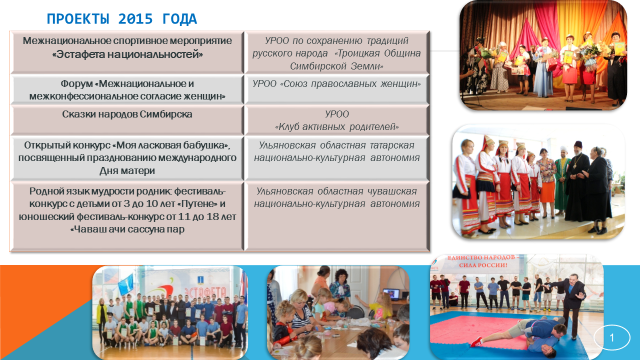 ПРОЕКТЫ 2015 ГОДА
Межнациональное спортивное мероприятие
«Эстафета национальностей»
УРОО по сохранению традиций
русского народа «Троицкая Община
Симбирской Земли»
Форум «Межнациональное и
межконфессиональное согласие женщин»
УРОО «Союз православных женщин»
Сказки народов Симбирска
УРОО
«Клуб активных родителей»
Открытый конкурс «Моя ласковая бабушка»,
посвященный празднованию международного
Дня матери
Ульяновская областная татарская
национально-культурная автономия
Родной язык мудрости родник: фестиваль-
конкурс с детьми от 3 до 10 лет «Путене» и
юношеский фестиваль-конкурс от 11 до 18 лет
«Чаваш ачи сассуна пар
Ульяновская областная чувашская
национально-культурная автономия
ЭСТАФЕТА
ЕДИНСТВО НАРОДОВ
СИЛА РОССИИ!
1